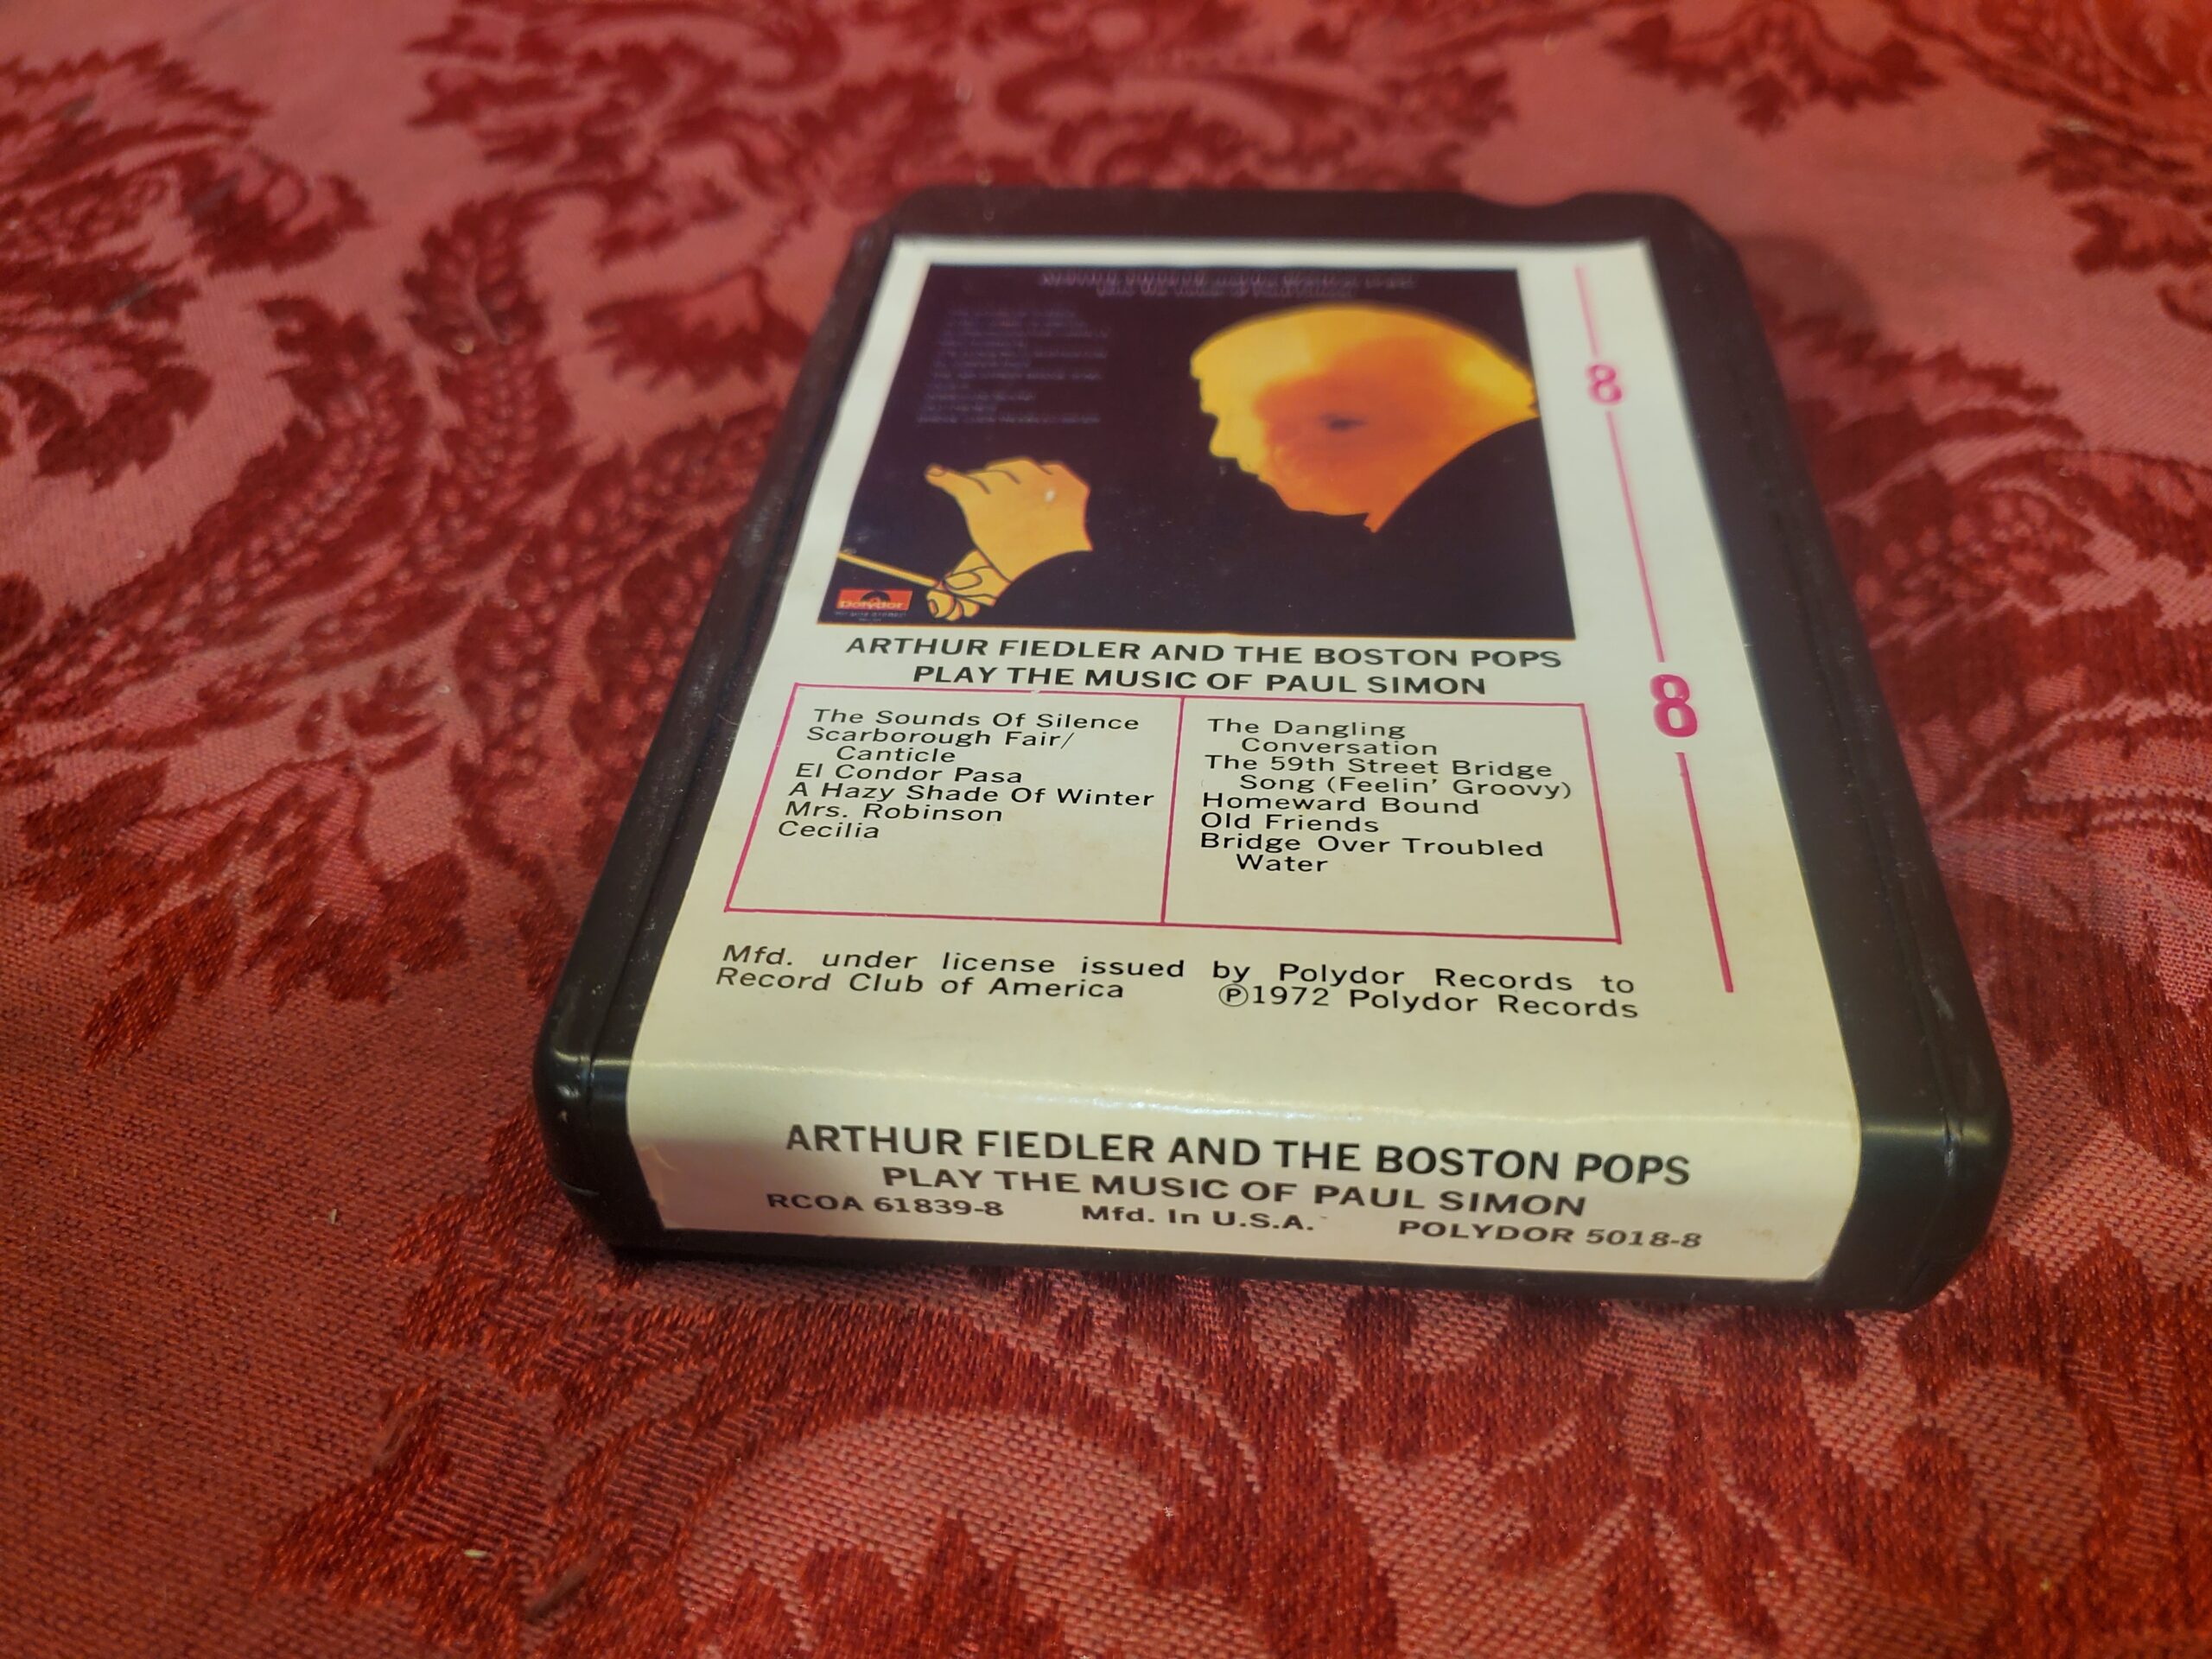 8
8
Polydor
ARTHUR FIEDLER AND THE BOSTON POPS
PLAY THE MUSIC OF PAUL SIMON
The Sounds Of Silence
Scarborough Fair/
Canticle
El Condor Pasa
A Hazy Shade Of Winter
Mrs. Robinson
Cecilia
The Dangling
Conversation
The 59th Street Bridge
Song (Feelin' Groovy)
Homeward Bound
Old Friends
Bridge Over Troubled
Water
Mfd. under license issued by Polydor Records to
Record Club of America ℗1972 Polydor Records
ARTHUR FIEDLER AND THE BOSTON POPS
PLAY THE MUSIC OF PAUL SIMON
RCOA 61839-8 Mfd. In U.S.A. POLYDOR 5018-8